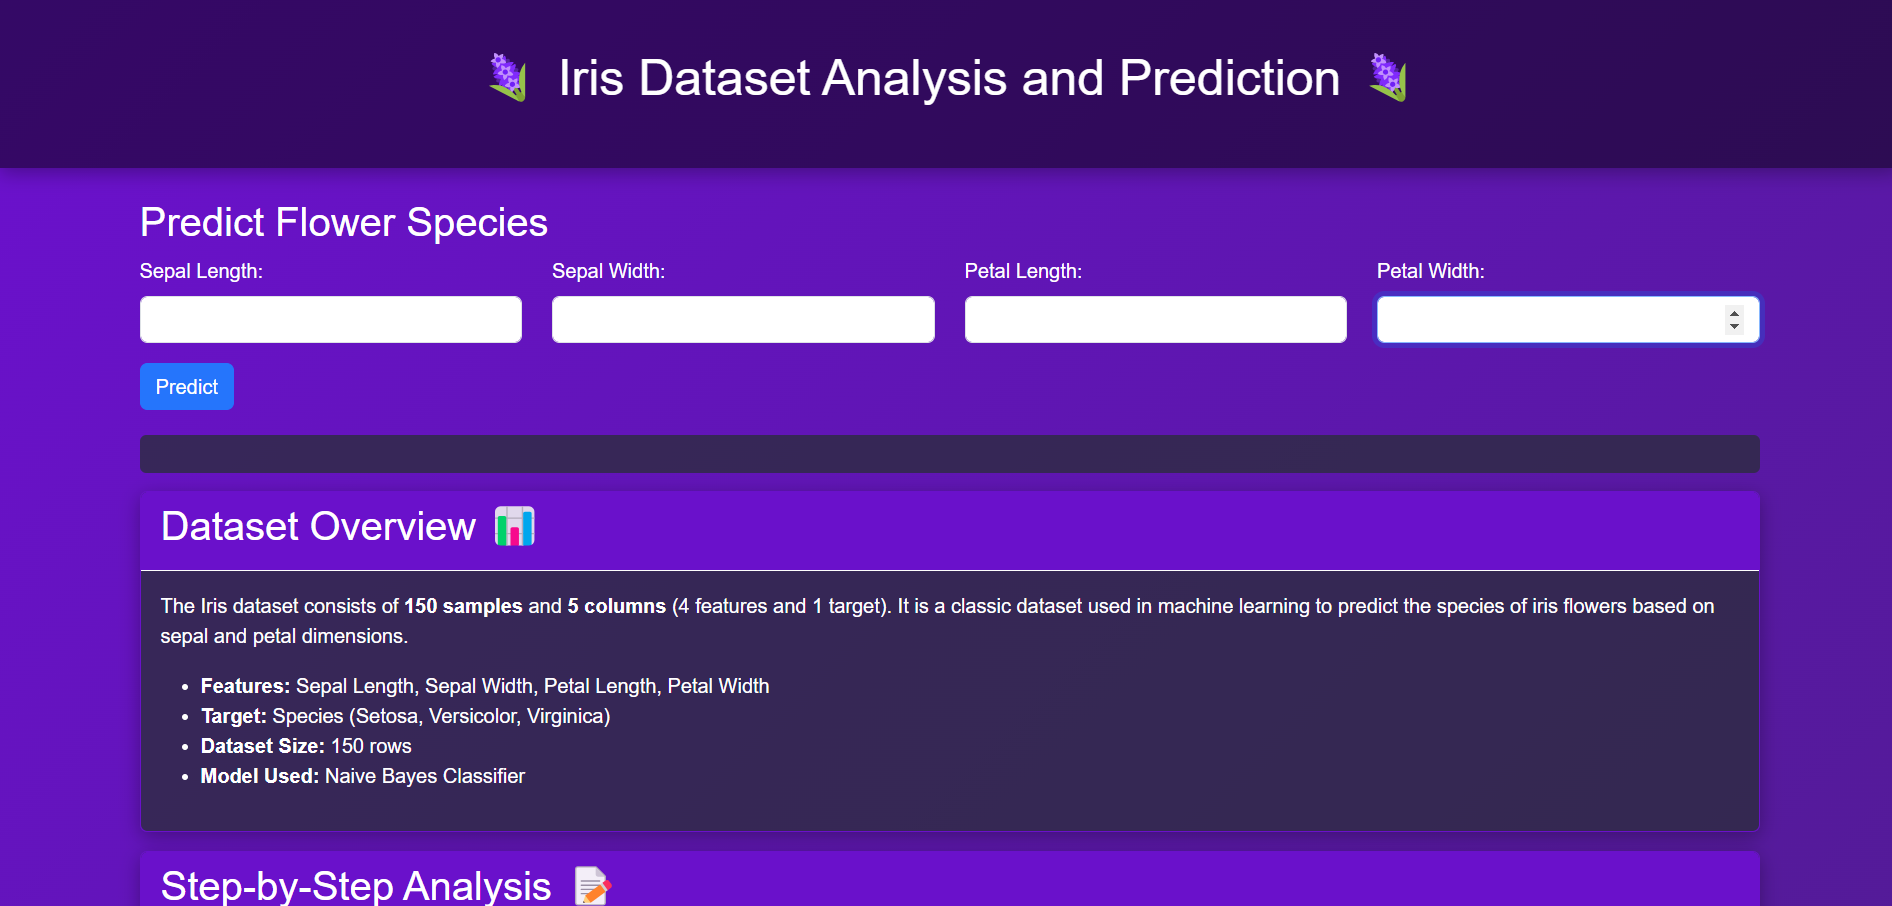 Iris Dataset Analysis and Prediction
Predict Flower Species
Sepal Length:
Sepal Width:
Petal Length:
Petal Width:
Predict
Dataset Overview
The Iris dataset consists of 150 samples and 5 columns (4 features and 1 target). It is a classic dataset used in machine learning to predict the species of iris flowers based on
sepal and petal dimensions.
• Features: Sepal Length, Sepal Width, Petal Length, Petal Width
• Target: Species (Setosa, Versicolor, Virginica)
• Dataset Size: 150 rows
• Model Used: Naive Bayes Classifier
Step-by-Step Analysis